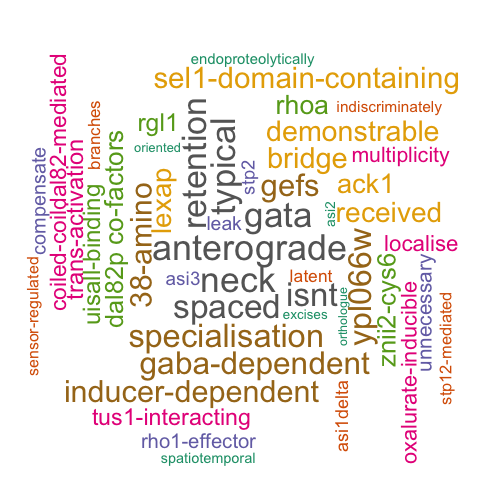 endoproteolytically
sel1-domain-containing
rhoa
indiscriminately
rgl1
demonstrable
oriented
bridge
multiplicity
coiled-coildal82-mediated
trans-activation
branches
compensate
uisall-binding
dal82p co-factors
38-amino
lexap
retention
typical
stp2
leak
gefs
ack1
asi2
received
gata
anterograde
localise
asi3
neck
latent
isnt
spaced
excises
orthologue
ypl066w
znii2-cys6
unnecessary
oxalurate-inducible
stp12-mediated
sensor-regulated
specialisation
gaba-dependent
inducer-dependent
asi1delta
tus1-interacting
rho1-effector
spatiotemporal